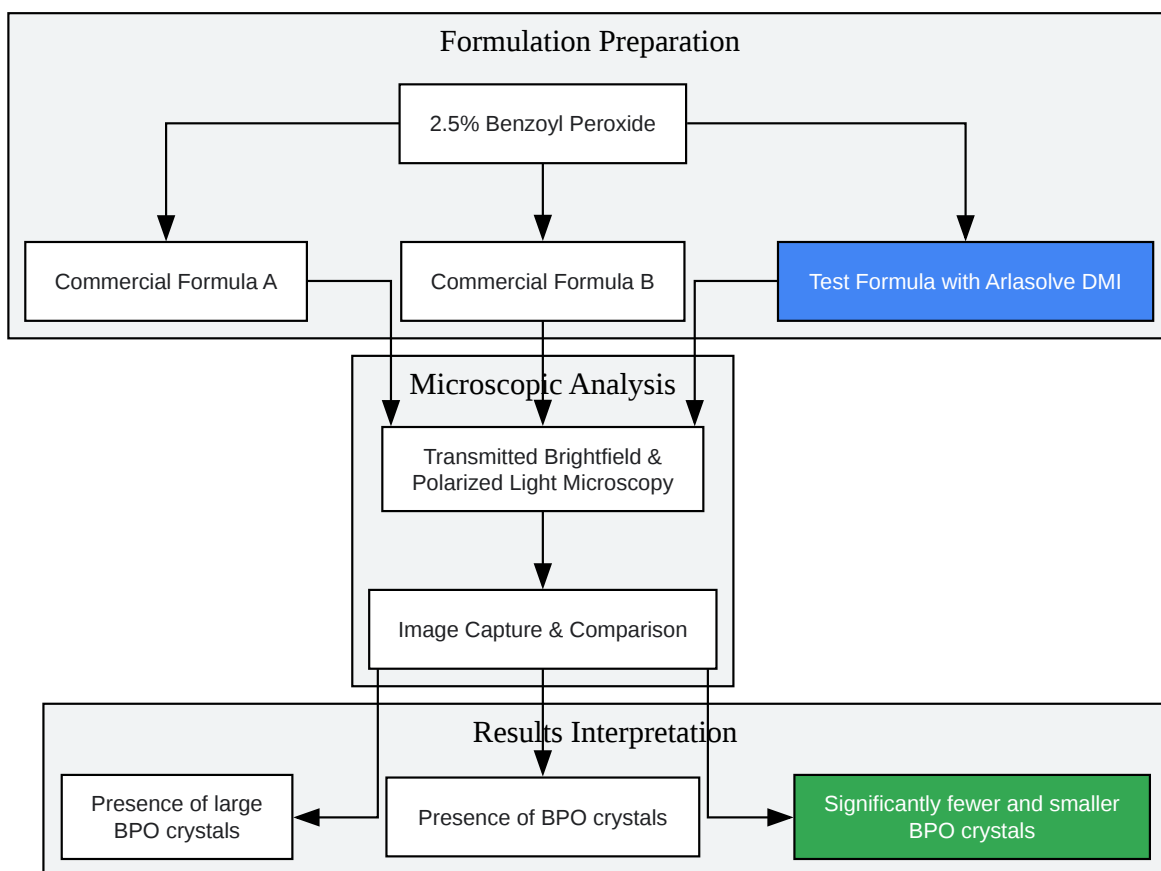 Formulation Preparation
2.5% Benzoyl Peroxide
Commercial Formula A
Commercial Formula B
Test Formula with Arlasolve DMI
Microscopic Analysis
Transmitted Brightfield &
Polarized Light Microscopy
Image Capture & Comparison
Results Interpretation
Presence of large
BPO crystals
Presence of BPO crystals
Significantly fewer and smaller
BPO crystals